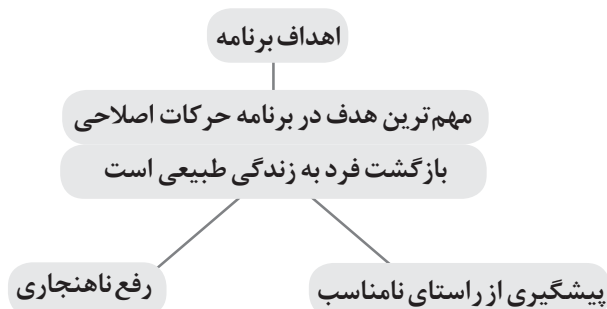 اهداف برنامه
مهم‌ترین هدف در برنامه حرکات اصلاحی
بازگشت فرد به زندگی طبیعی است
پیشگیری از راستای نامناسب
رفع ناهنجاری